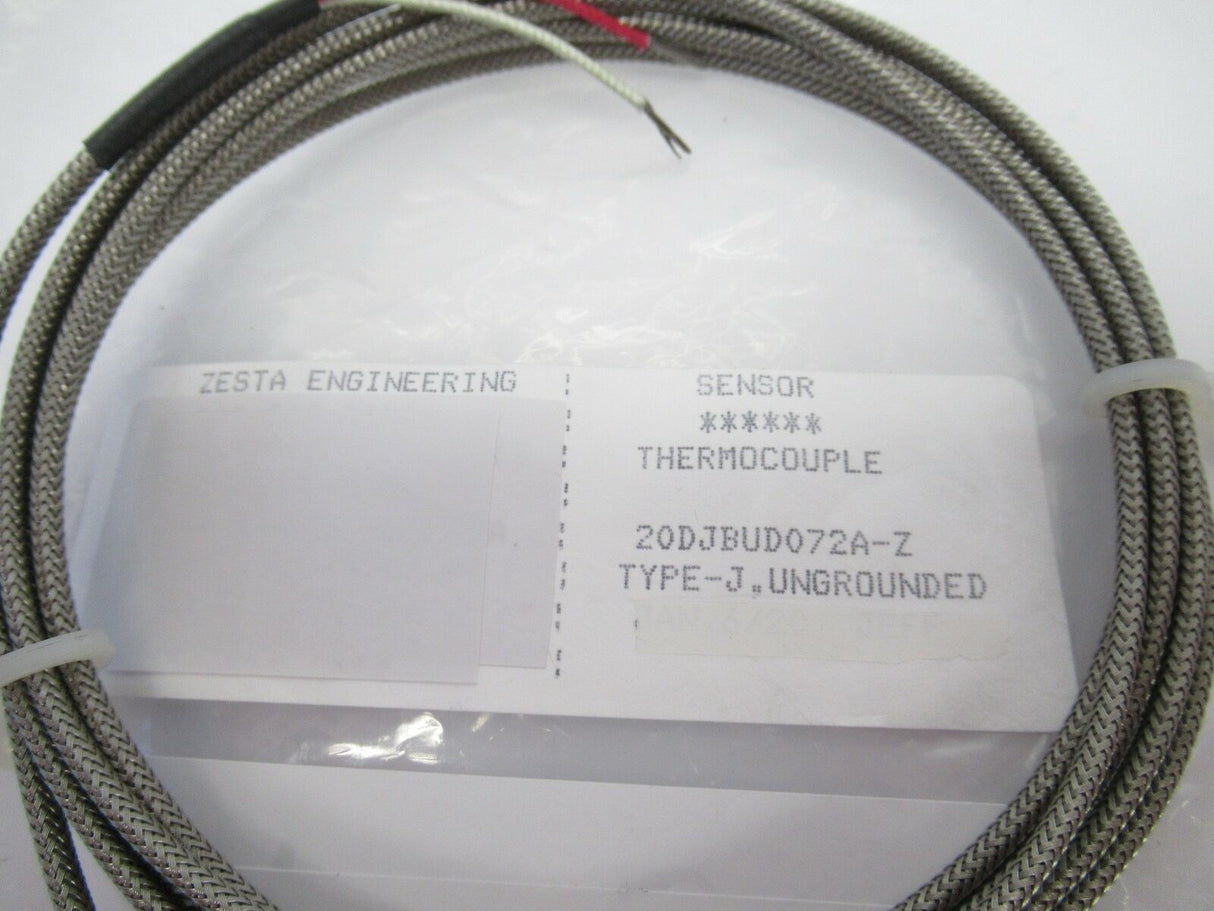 ZESTA ENGINEERING
SENSOR
******
THERMOCOUPLE
20DJBUD072A-Z
TYPE-J,UNGROUNDED